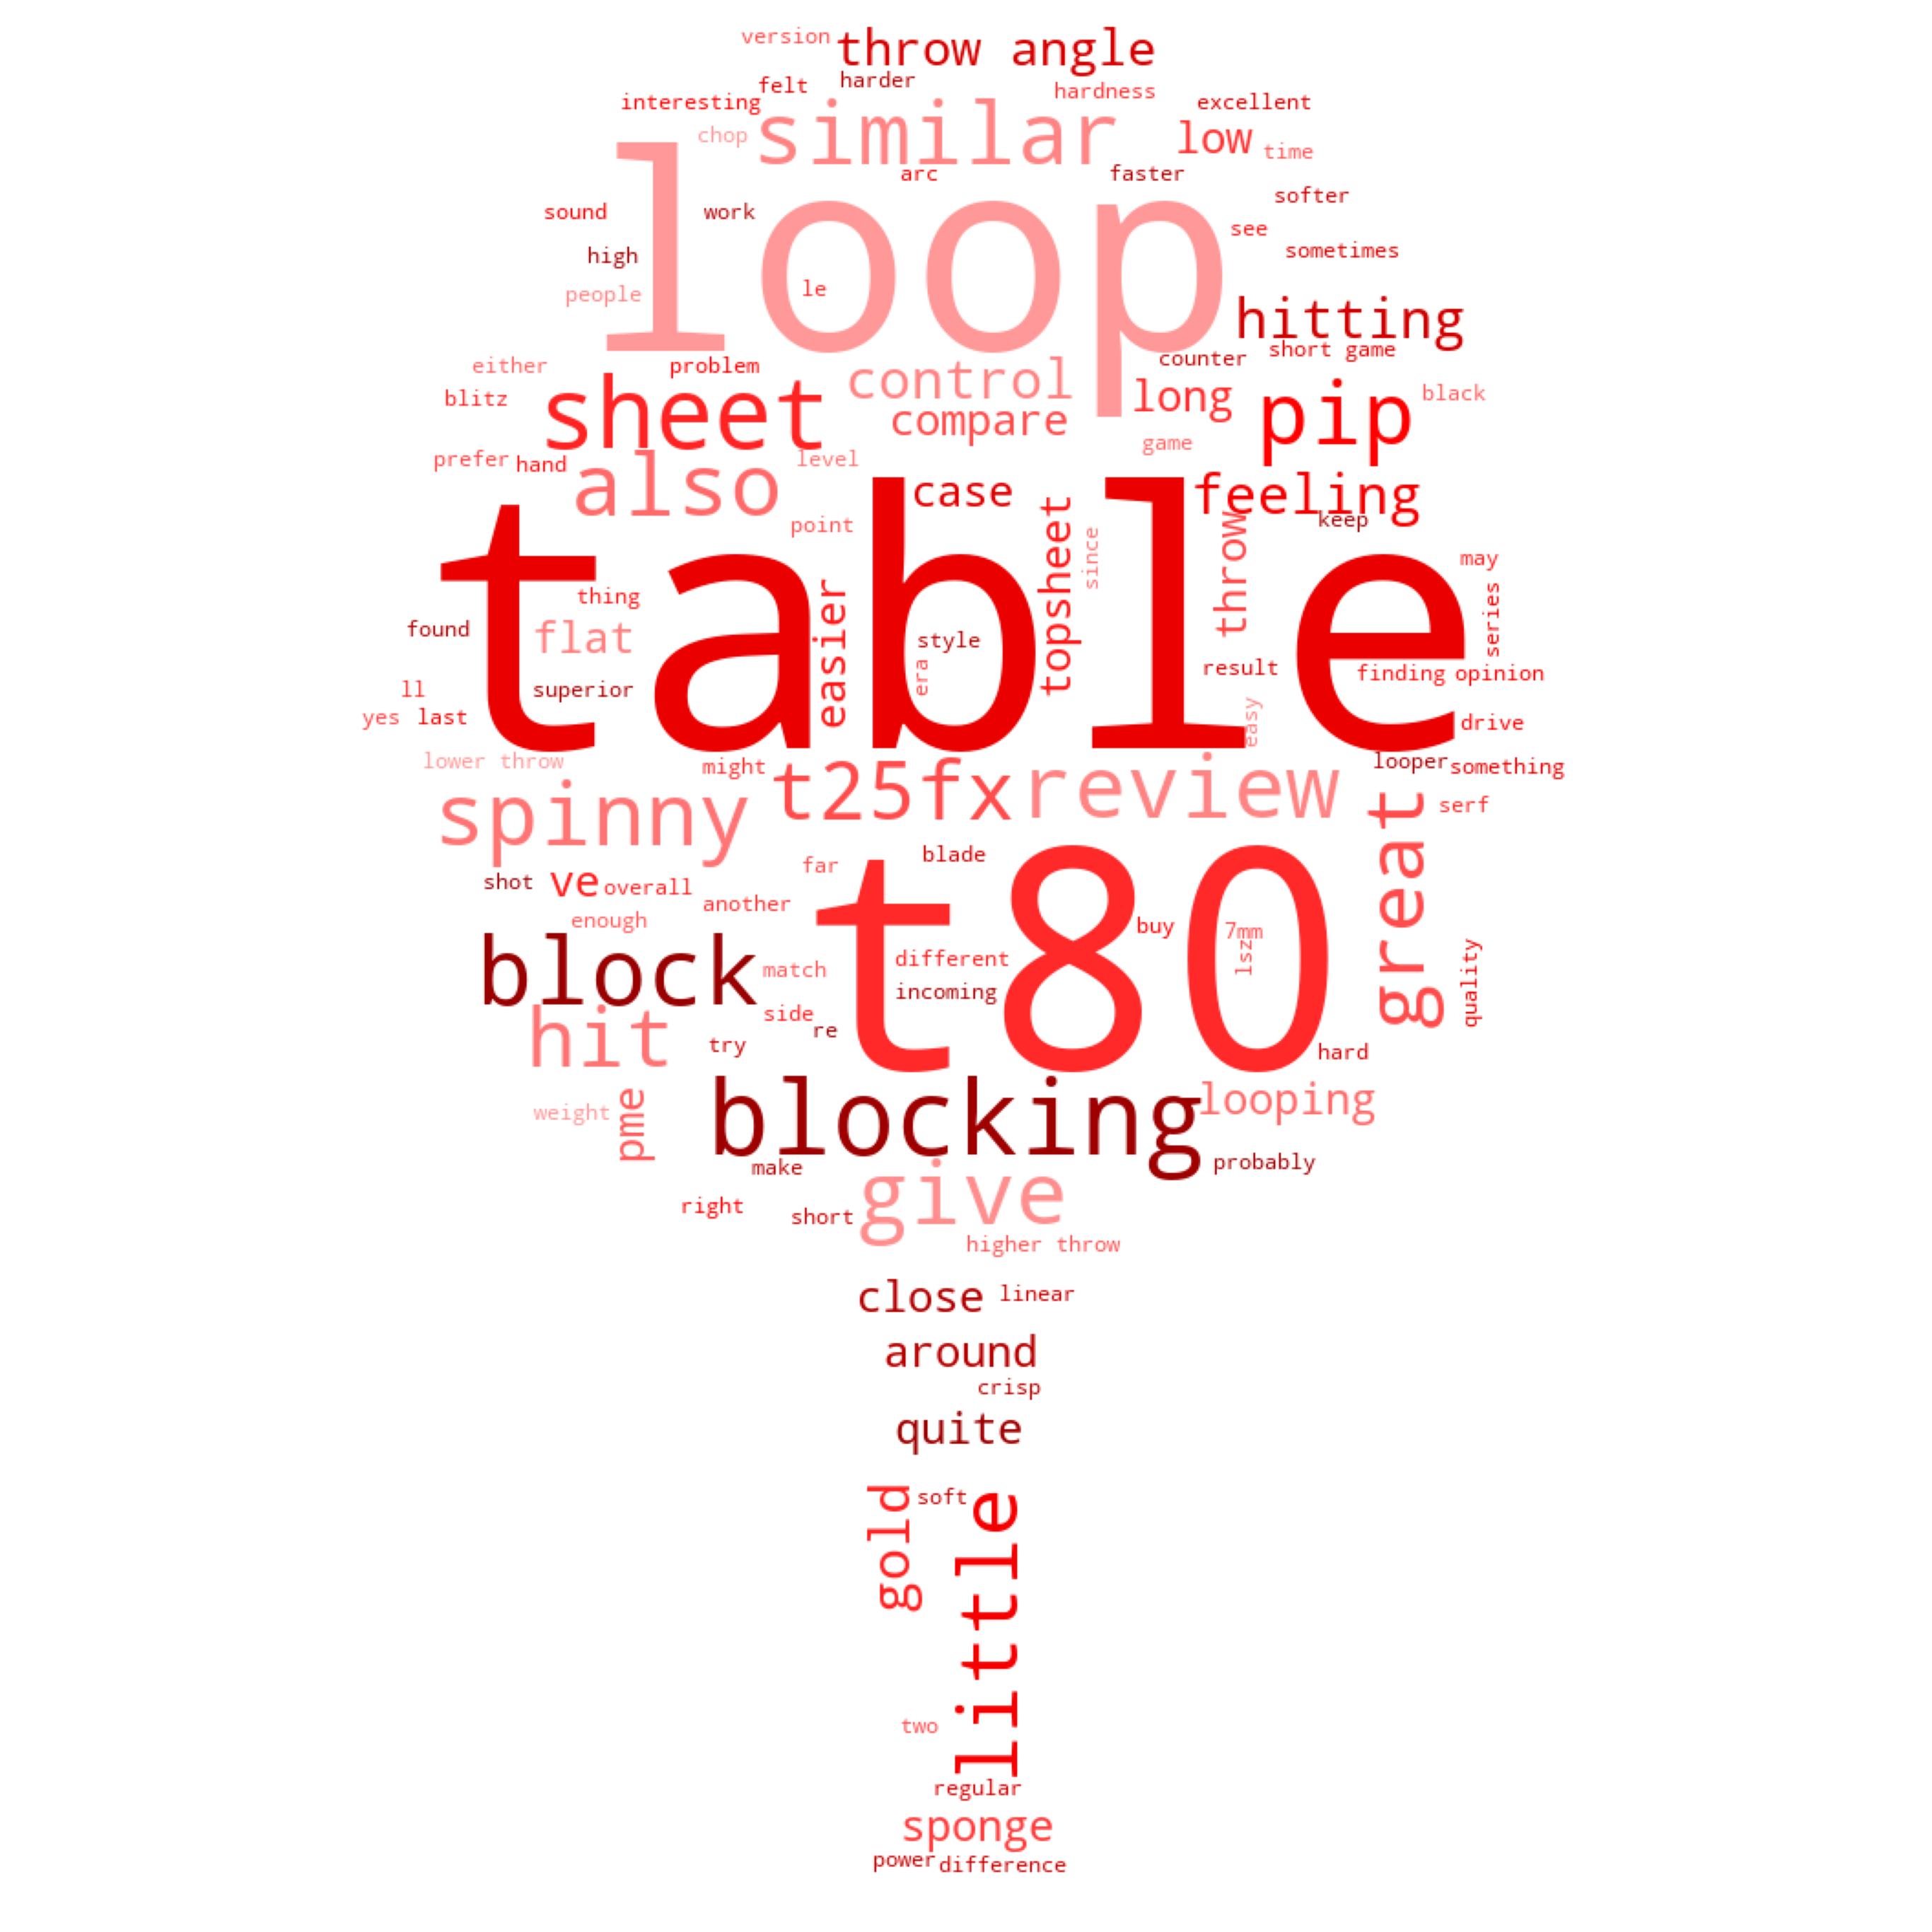 version throw angle
felt harder hardness
interesting excellent
chop similar low time
arc faster
softer
loop
sound work see
high sometimes
le
people
hitting
either problem counter short game
control
blitz sheet compare long pip black
game
prefer hand level
also case feeling
keep
point topsheet since throw
may
table
thing easier series
found flat style
era result finding opinion
ll superior
yes last easy drive
lower throw might looper something
t25fx review
spinny great serf
blade
far
shot ve overall
another
enough buy 7mm
t80
lsz quality
block match different
incoming
side
hit re
try hard
blocking looping
weight pme
make probably
give
right short
higher throw
close linear
around
crisp
quite
gold soft
little
two
regular
sponge
power difference